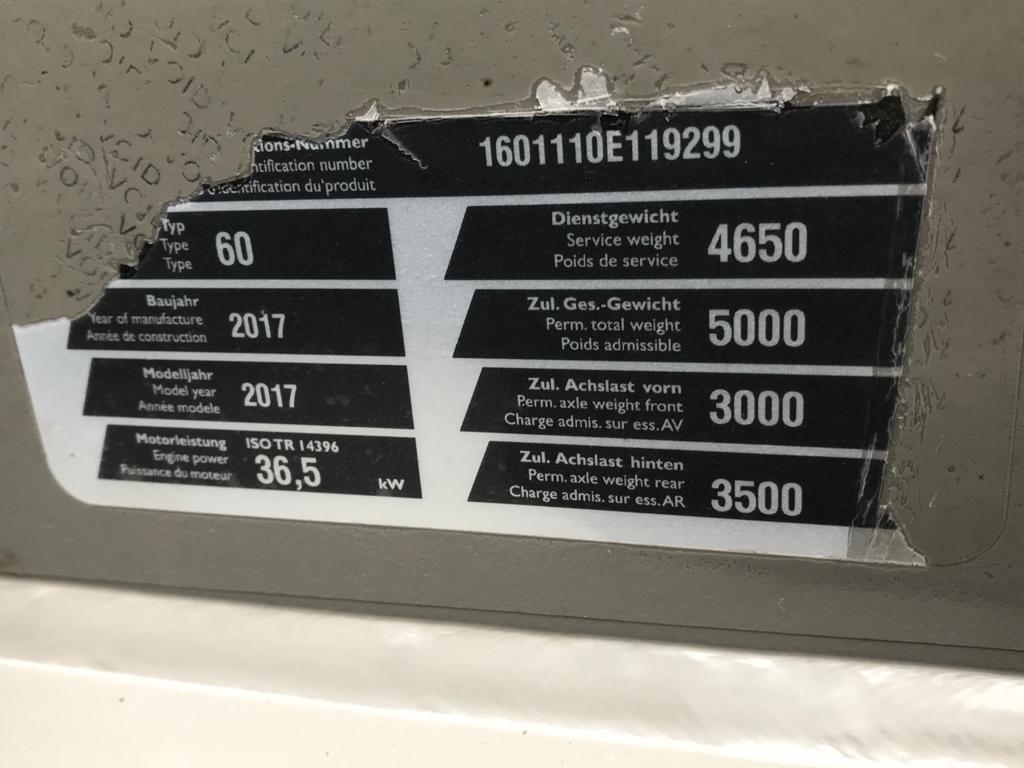 1601110E119299
ntification number
d'identification du produit
Typ
Type
Type
60
Baujahr
Year of manufacture
Année de construction
2017
Modelljahr
Model year
Année modele
2017
Motorleistung ISO TR 14396
Engine power
Puissance du moteur
36,5 kW
Dienstgewicht
Service weight
Poids de service
4650
Zul. Ges.-Gewicht
Perm. total weight
Poids admissible
5000
Zul. Achslast vorn
Perm. axle weight front
Charge admis. sur ess. AV
3000
Zul. Achslast hinten
Perm. axle weight rear
Charge admis. sur ess. AR
3500